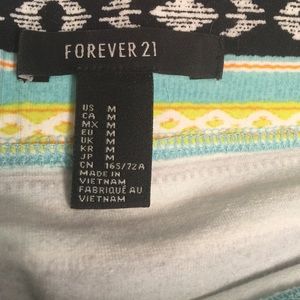 FOREVER 21
US M
CA M
MX M
EU M
UK M
KR M
JP M
CN 165/72A
MADE IN
VIETNAM
FABRIQUÉ AU
VIETNAM